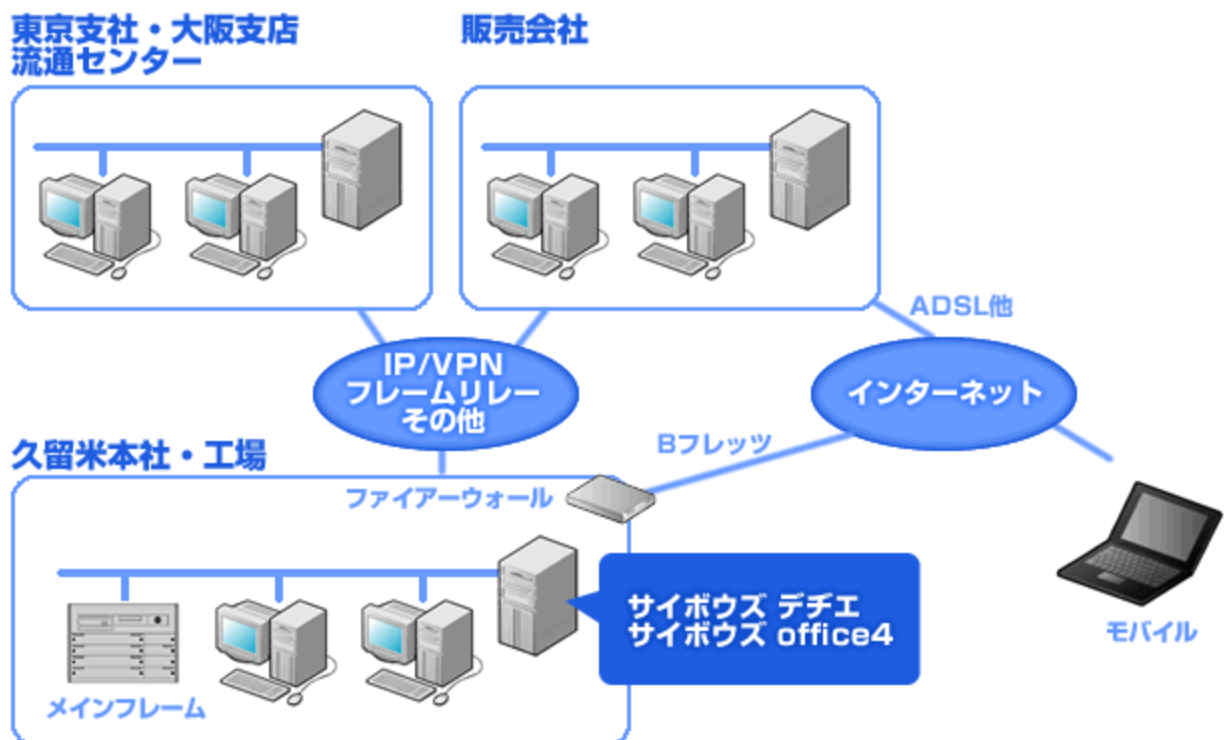 東京支社・大阪支店
流通センター
販売会社
ADSL他
IP/VPN
フレームリレー
その他
インターネット
Bフレッツ
久留米本社・工場
ファイアーウォール
サイボウズ デヂエ
サイボウズ office4
モバイル
メインフレーム